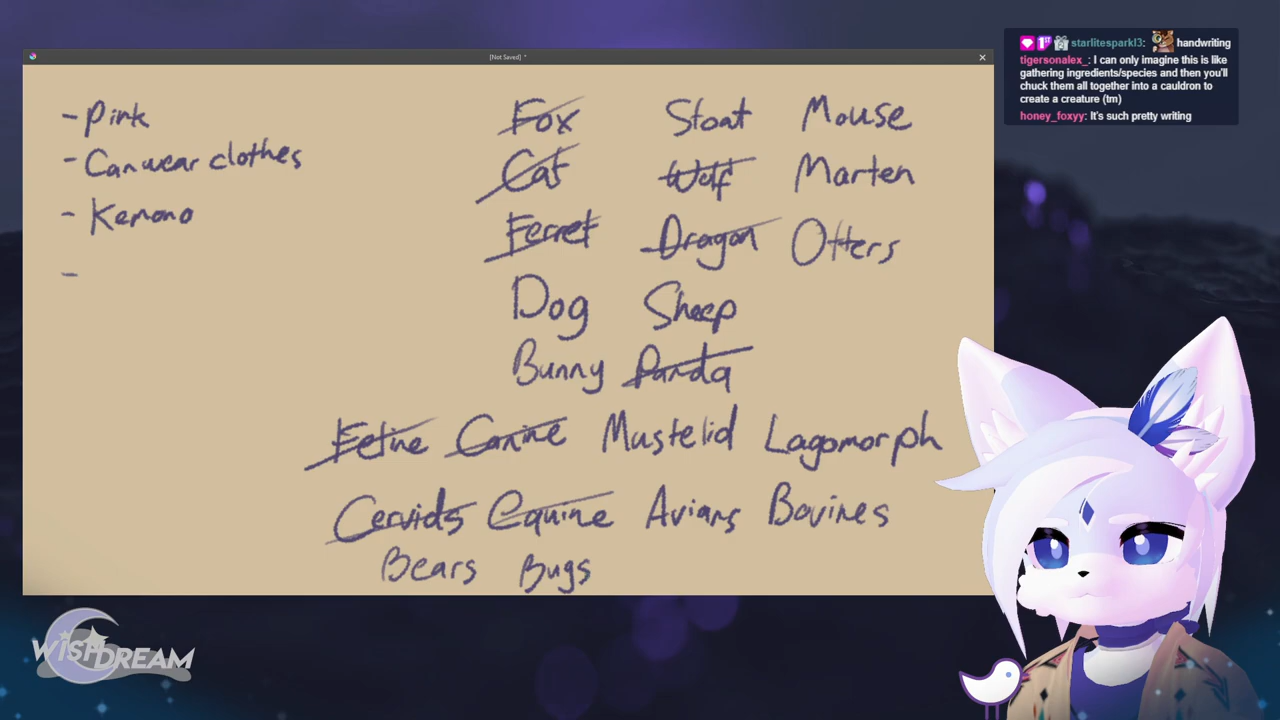 [Not Saved] *
- Pink
- Can wear clothes
- Kemono
-
Fox Stoat Mouse
Cat Wolf Marten
Ferret Dragon Otters
Dog Sheep
Bunny Panda
Feline Canine Mustelid Lagomorph
Cervids Equine Avians Bovines
Bears Bugs
starlitesparkl3: handwriting
tigersonalex_: I can only imagine this is like
gathering ingredients/species and then you'll
chuck them all together into a cauldron to
create a creature (tm)
honey_foxyy: It's such pretty writing
WISHDREAM